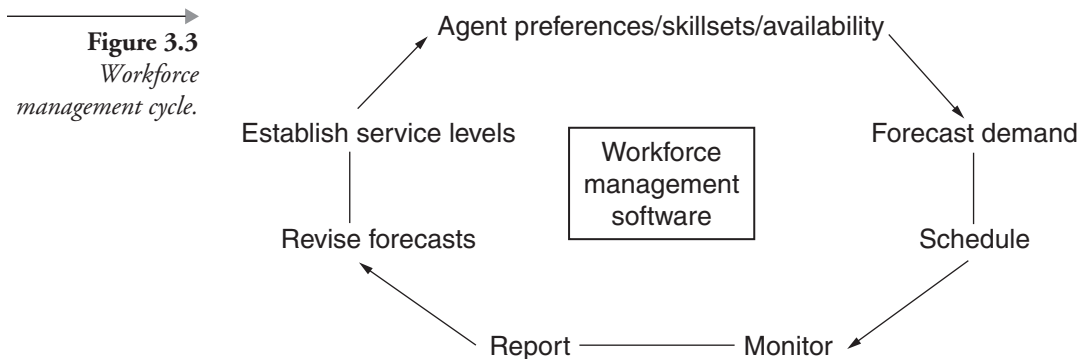 Figure 3.3
Workforce
management cycle.
Agent preferences/skillsets/availability
Establish service levels
Forecast demand
Workforce
management
software
Revise forecasts
Schedule
Report
Monitor